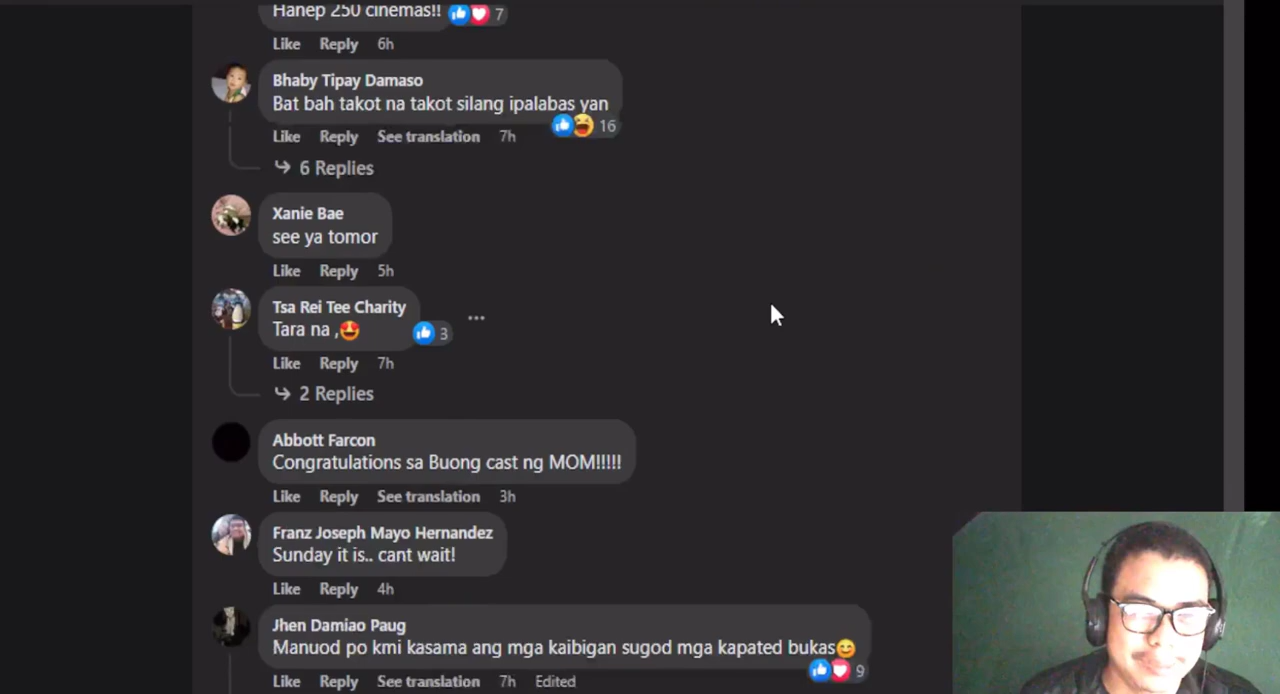 Hanep 250 cinemas!! 7
Like Reply 6h
Bhaby Tipay Damaso
Bat bah takot na takot silang ipalabas yan
16
Like Reply See translation 7h
6 Replies
Xanie Bae
see ya tomor
Like Reply 5h
Tsa Rei Tee Charity
Tara na ,😍 3
Like Reply 7h
2 Replies
Abbott Farcon
Congratulations sa Buong cast ng MOM!!!!!
Like Reply See translation 3h
Franz Joseph Mayo Hernandez
Sunday it is.. cant wait!
Like Reply 4h
Jhen Damiao Paug
Manuod po kmi kasama ang mga kaibigan sugod mga kapated bukas😊
9
Like Reply See translation 7h Edited